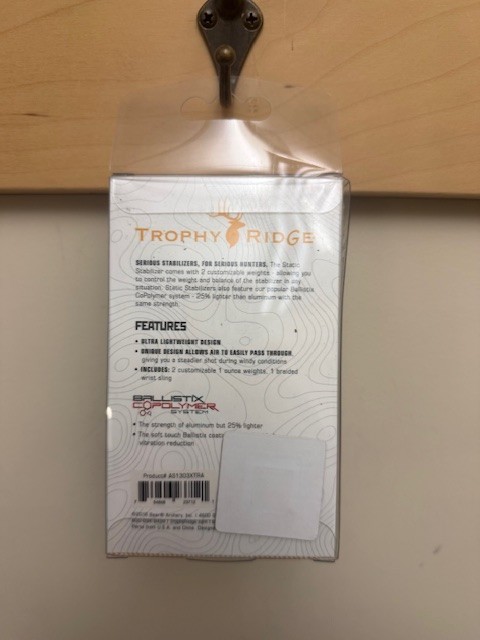 TROPHY RIDGE
SERIOUS STABILIZERS, FOR SERIOUS HUNTERS. The Static
Stabilizer comes with 2 customizable weights - allowing you
to control the weight and balance of the stabilizer in any
situation. Static Stabilizers also feature our popular Ballistix
CoPolymer system - 25% lighter than aluminum with the
same strength.
FEATURES
• ULTRA LIGHTWEIGHT DESIGN
• UNIQUE DESIGN ALLOWS AIR TO EASILY PASS THROUGH,
giving you a steadier shot during windy conditions
• INCLUDES: 2 customizable 1 ounce weights, 1 braided
wrist sling
BALLISTIX
COPOLYMER
SYSTEM
• The strength of aluminum but 25% lighter
• The soft touch Ballistix coat
vibration reduction
Product# AS1303XTRA